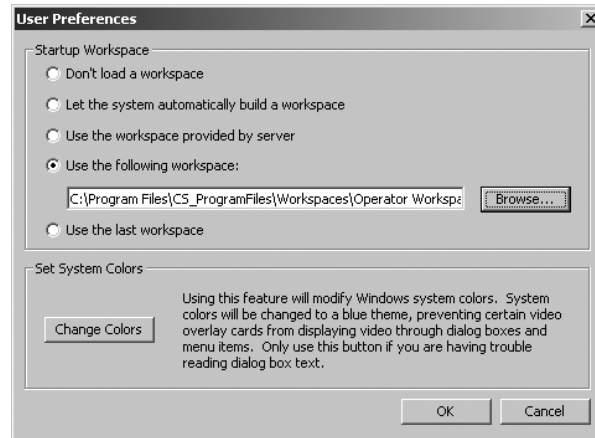 User Preferences
Startup Workspace
Don't load a workspace
Let the system automatically build a workspace
Use the workspace provided by server
Use the following workspace:
C:\Program Files\CS_ProgramFiles\Workspaces\Operator Workspa
Browse...
Use the last workspace
Set System Colors
Change Colors
Using this feature will modify Windows system colors. System
colors will be changed to a blue theme, preventing certain video
overlay cards from displaying video through dialog boxes and
menu items. Only use this button if you are having trouble
reading dialog box text.
OK
Cancel